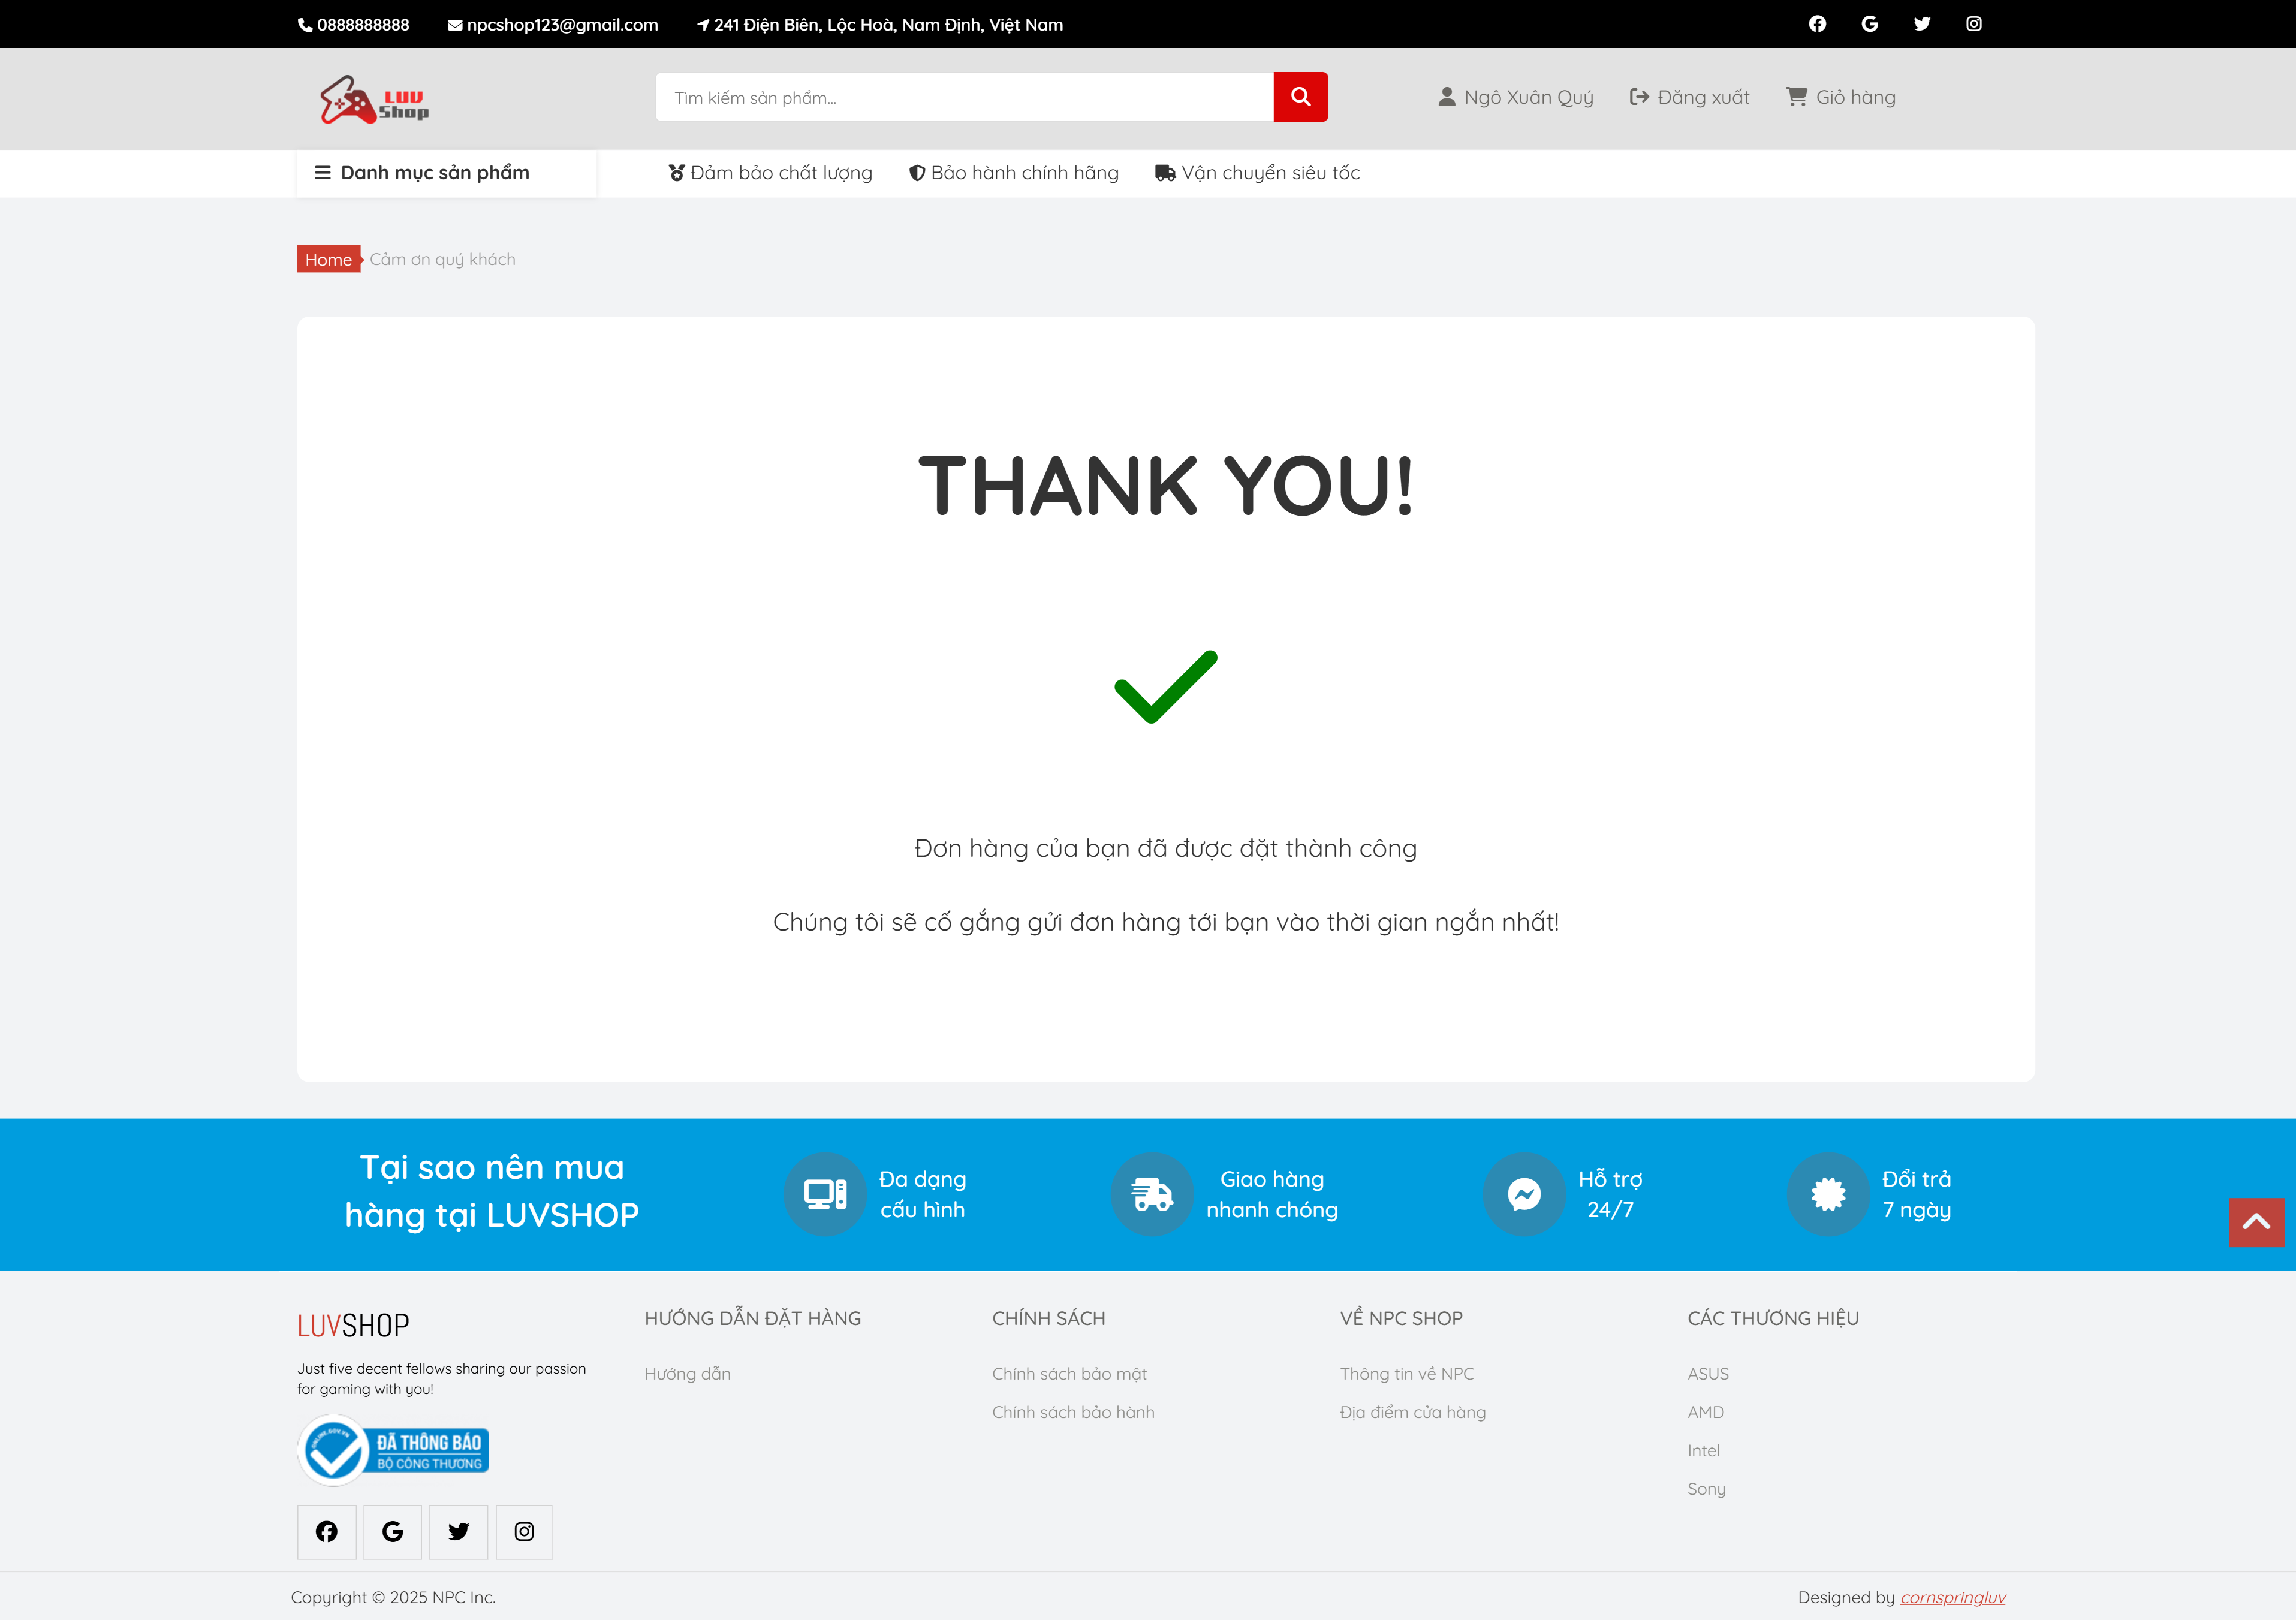 0888888888 npcshop123@gmail.com 241 Điện Biên, Lộc Hoà, Nam Định, Việt Nam
LUV
Shop
Tìm kiếm sản phẩm...
Ngô Xuân Quý Đăng xuất Giỏ hàng
Danh mục sản phẩm
Đảm bảo chất lượng Bảo hành chính hãng Vận chuyển siêu tốc
Home Cảm ơn quý khách
THANK YOU!
Đơn hàng của bạn đã được đặt thành công
Chúng tôi sẽ cố gắng gửi đơn hàng tới bạn vào thời gian ngắn nhất!
Tại sao nên mua
hàng tại LUVSHOP
Đa dạng
cấu hình
Giao hàng
nhanh chóng
Hỗ trợ
24/7
Đổi trả
7 ngày
LUVSHOP
Just five decent fellows sharing our passion
for gaming with you!
ONLINE.GOV.VN
ĐÃ THÔNG BÁO
BỘ CÔNG THƯƠNG
HƯỚNG DẪN ĐẶT HÀNG
Hướng dẫn
CHÍNH SÁCH
Chính sách bảo mật
Chính sách bảo hành
VỀ NPC SHOP
Thông tin về NPC
Địa điểm cửa hàng
CÁC THƯƠNG HIỆU
ASUS
AMD
Intel
Sony
Copyright © 2025 NPC Inc.
Designed by cornspringluv